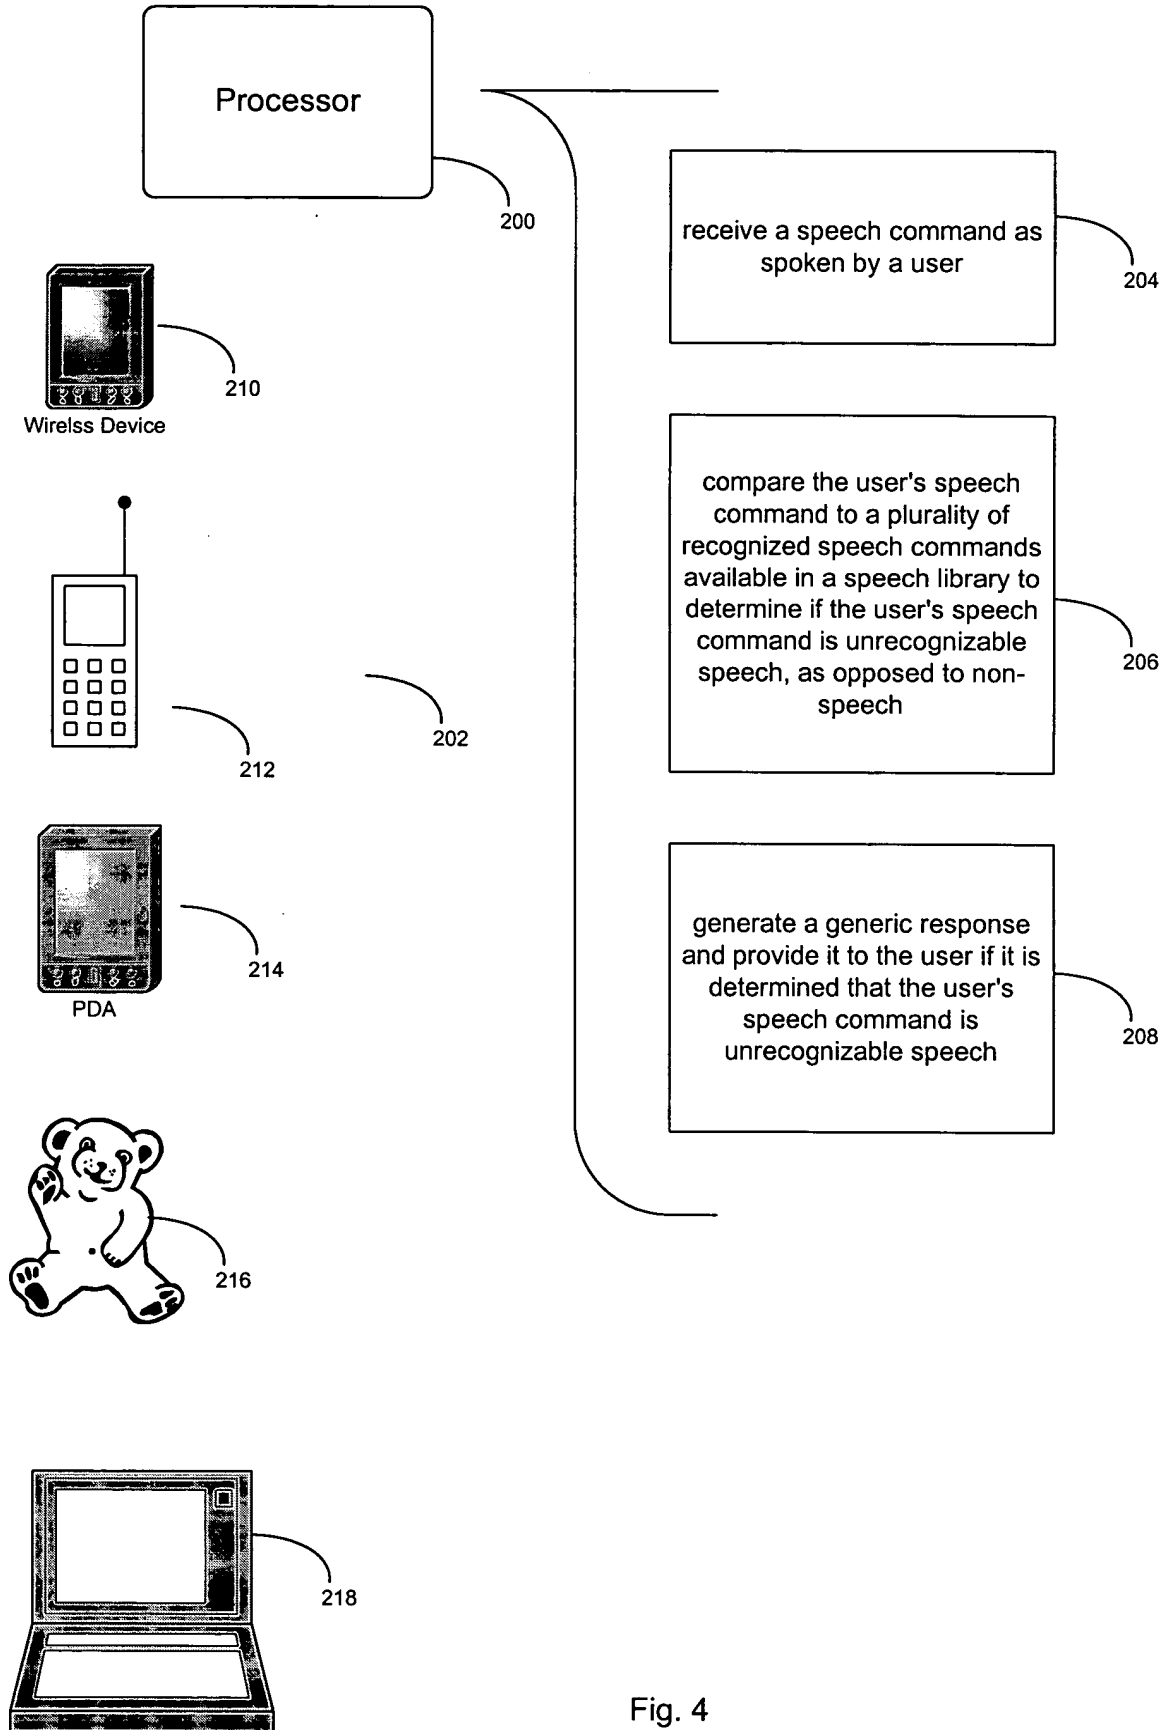 Processor
200
receive a speech command as
spoken by a user
204
210
Wirelss Device
compare the user's speech
command to a plurality of
recognized speech commands
available in a speech library to
determine if the user's speech
command is unrecognizable
speech, as opposed to non-
speech
206
202
212
generate a generic response
and provide it to the user if it is
determined that the user's
speech command is
unrecognizable speech
208
214
PDA
216
218
Fig. 4